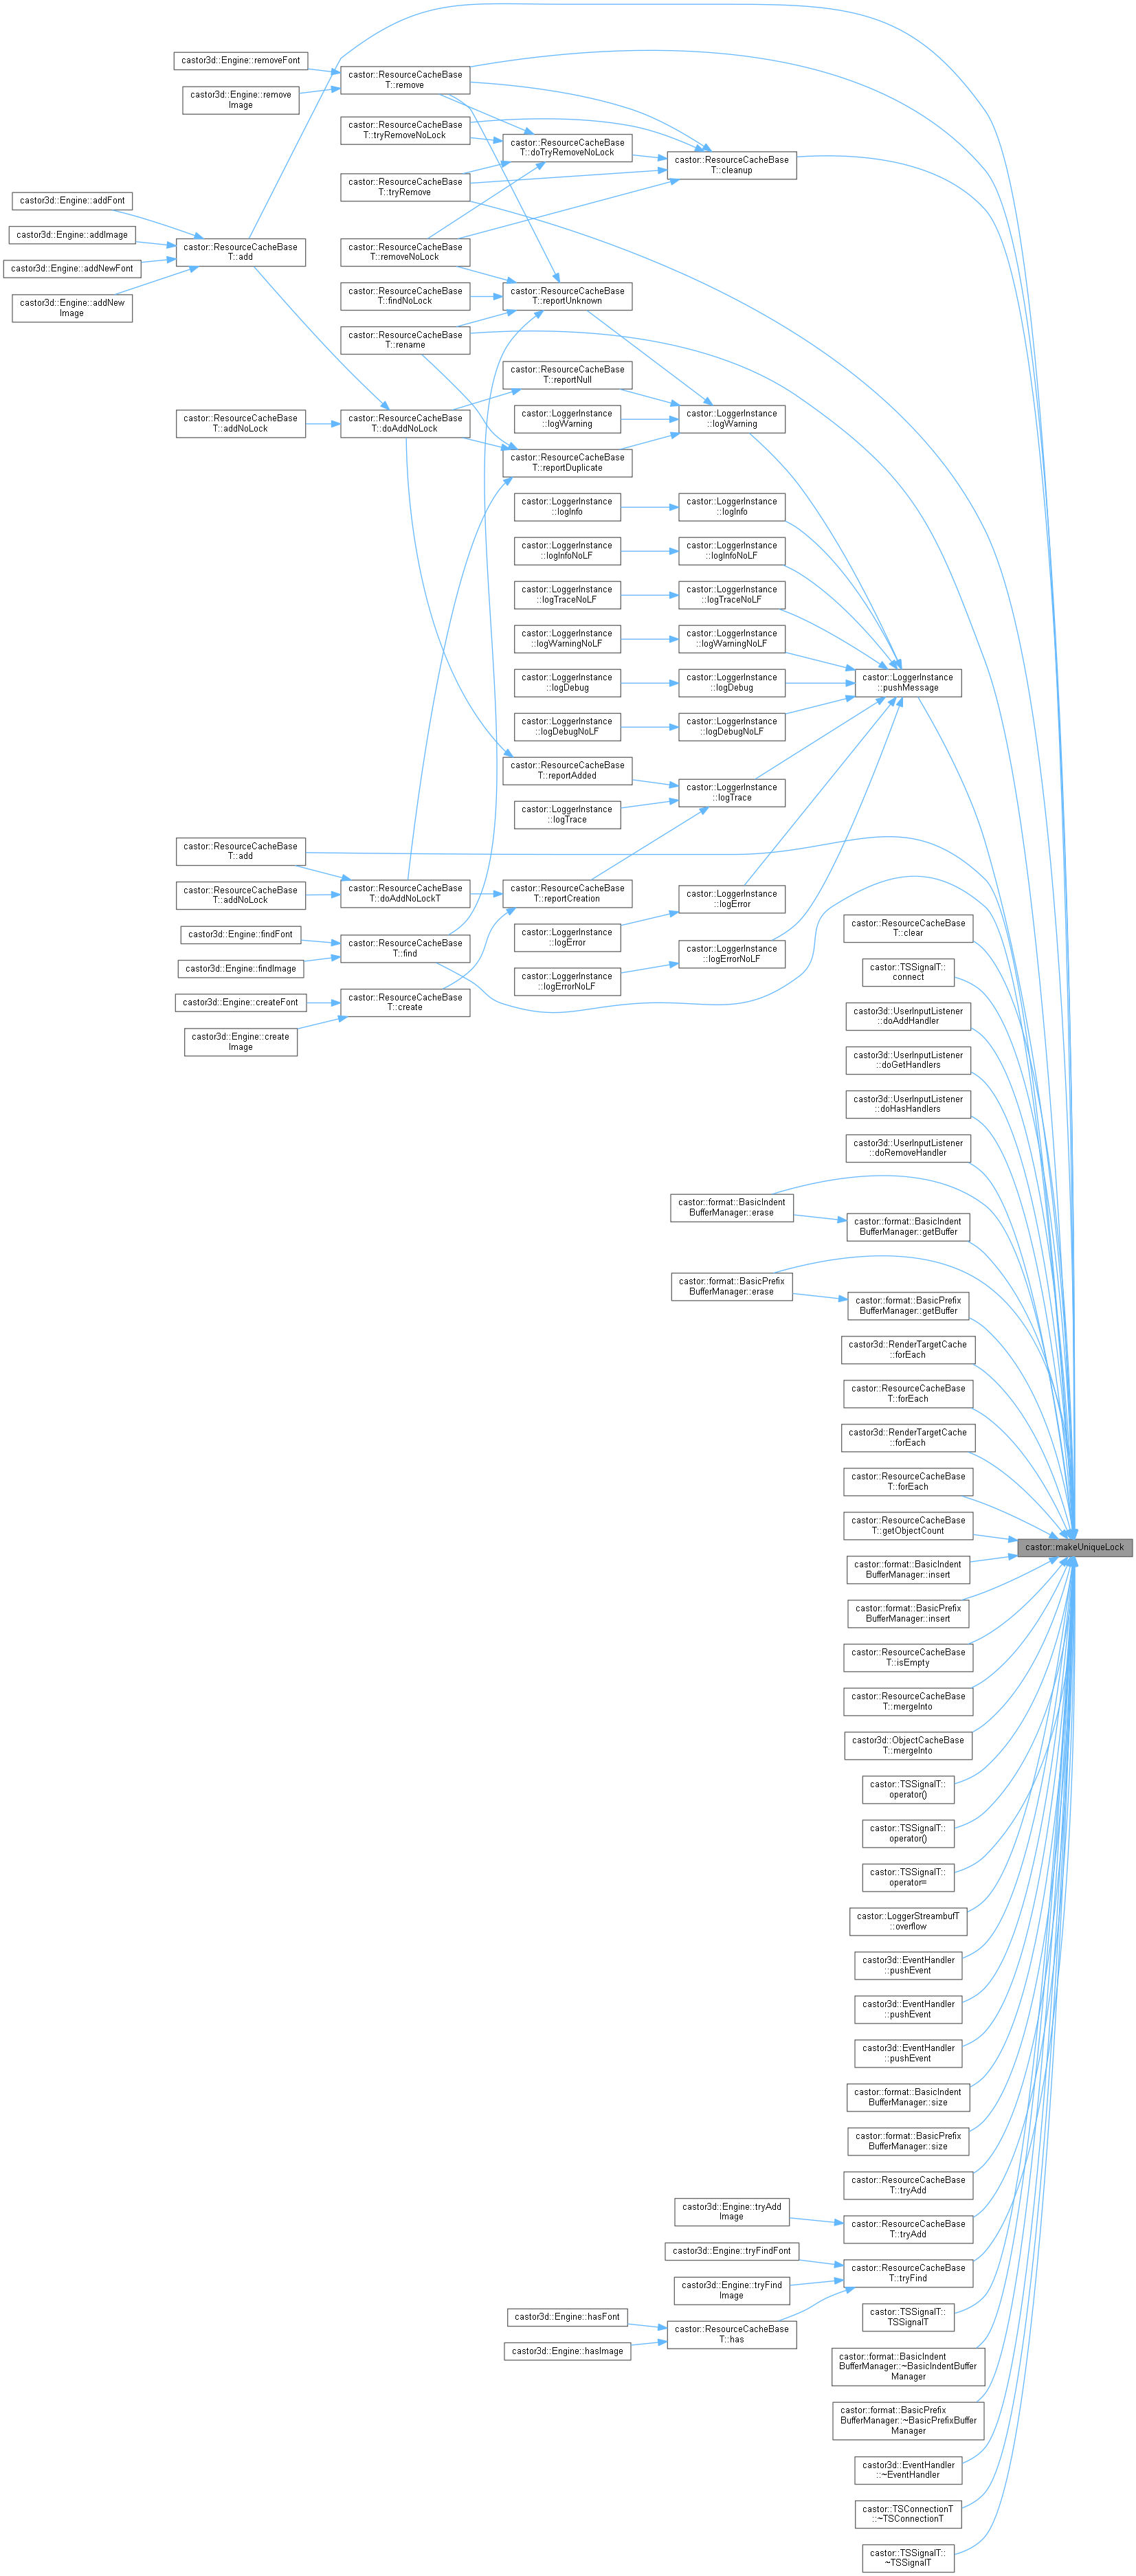 castor3d::Engine::removeFont
castor3d::Engine::remove
Image
castor::ResourceCacheBase
T::remove
castor::ResourceCacheBase
T::tryRemoveNoLock
castor::ResourceCacheBase
T::doTryRemoveNoLock
castor::ResourceCacheBase
T::cleanup
castor::ResourceCacheBase
T::tryRemove
castor3d::Engine::addFont
castor3d::Engine::addImage
castor3d::Engine::addNewFont
castor3d::Engine::addNew
Image
castor::ResourceCacheBase
T::add
castor::ResourceCacheBase
T::removeNoLock
castor::ResourceCacheBase
T::findNoLock
castor::ResourceCacheBase
T::reportUnknown
castor::ResourceCacheBase
T::rename
castor::ResourceCacheBase
T::reportNull
castor::ResourceCacheBase
T::addNoLock
castor::ResourceCacheBase
T::doAddNoLock
castor::LoggerInstance
::logWarning
castor::LoggerInstance
::logWarning
castor::ResourceCacheBase
T::reportDuplicate
castor::LoggerInstance
::logInfo
castor::LoggerInstance
::logInfo
castor::LoggerInstance
::logInfoNoLF
castor::LoggerInstance
::logInfoNoLF
castor::LoggerInstance
::logTraceNoLF
castor::LoggerInstance
::logTraceNoLF
castor::LoggerInstance
::logWarningNoLF
castor::LoggerInstance
::logWarningNoLF
castor::LoggerInstance
::logDebug
castor::LoggerInstance
::logDebug
castor::LoggerInstance
::pushMessage
castor::LoggerInstance
::logDebugNoLF
castor::LoggerInstance
::logDebugNoLF
castor::ResourceCacheBase
T::reportAdded
castor::LoggerInstance
::logTrace
castor::LoggerInstance
::logTrace
castor::ResourceCacheBase
T::add
castor::ResourceCacheBase
T::addNoLock
castor::ResourceCacheBase
T::doAddNoLockT
castor::ResourceCacheBase
T::reportCreation
castor::LoggerInstance
::logError
castor::LoggerInstance
::logError
castor3d::Engine::findFont
castor3d::Engine::findImage
castor::ResourceCacheBase
T::find
castor::LoggerInstance
::logErrorNoLF
castor::LoggerInstance
::logErrorNoLF
castor3d::Engine::createFont
castor3d::Engine::create
Image
castor::ResourceCacheBase
T::create
castor::ResourceCacheBase
T::clear
castor::TSSignalT::
connect
castor3d::UserInputListener
::doAddHandler
castor3d::UserInputListener
::doGetHandlers
castor3d::UserInputListener
::doHasHandlers
castor3d::UserInputListener
::doRemoveHandler
castor::format::BasicIndent
BufferManager::erase
castor::format::BasicIndent
BufferManager::getBuffer
castor::format::BasicPrefix
BufferManager::erase
castor::format::BasicPrefix
BufferManager::getBuffer
castor3d::RenderTargetCache
::forEach
castor::ResourceCacheBase
T::forEach
castor3d::RenderTargetCache
::forEach
castor::ResourceCacheBase
T::forEach
castor::ResourceCacheBase
T::getObjectCount
castor::makeUniqueLock
castor::format::BasicIndent
BufferManager::insert
castor::format::BasicPrefix
BufferManager::insert
castor::ResourceCacheBase
T::isEmpty
castor::ResourceCacheBase
T::mergeInto
castor3d::ObjectCacheBase
T::mergeInto
castor::TSSignalT::
operator()
castor::TSSignalT::
operator()
castor::TSSignalT::
operator=
castor::LoggerStreambufT
::overflow
castor3d::EventHandler
::pushEvent
castor3d::EventHandler
::pushEvent
castor3d::EventHandler
::pushEvent
castor::format::BasicIndent
BufferManager::size
castor::format::BasicPrefix
BufferManager::size
castor::ResourceCacheBase
T::tryAdd
castor3d::Engine::tryAdd
Image
castor::ResourceCacheBase
T::tryAdd
castor3d::Engine::tryFindFont
castor3d::Engine::tryFind
Image
castor::ResourceCacheBase
T::tryFind
castor3d::Engine::hasFont
castor3d::Engine::hasImage
castor::ResourceCacheBase
T::has
castor::TSSignalT::
TSSignalT
castor::format::BasicIndent
BufferManager::~BasicIndentBuffer
Manager
castor::format::BasicPrefix
BufferManager::~BasicPrefixBuffer
Manager
castor3d::EventHandler
::~EventHandler
castor::TSConnectionT
::~TSConnectionT
castor::TSSignalT::
~TSSignalT